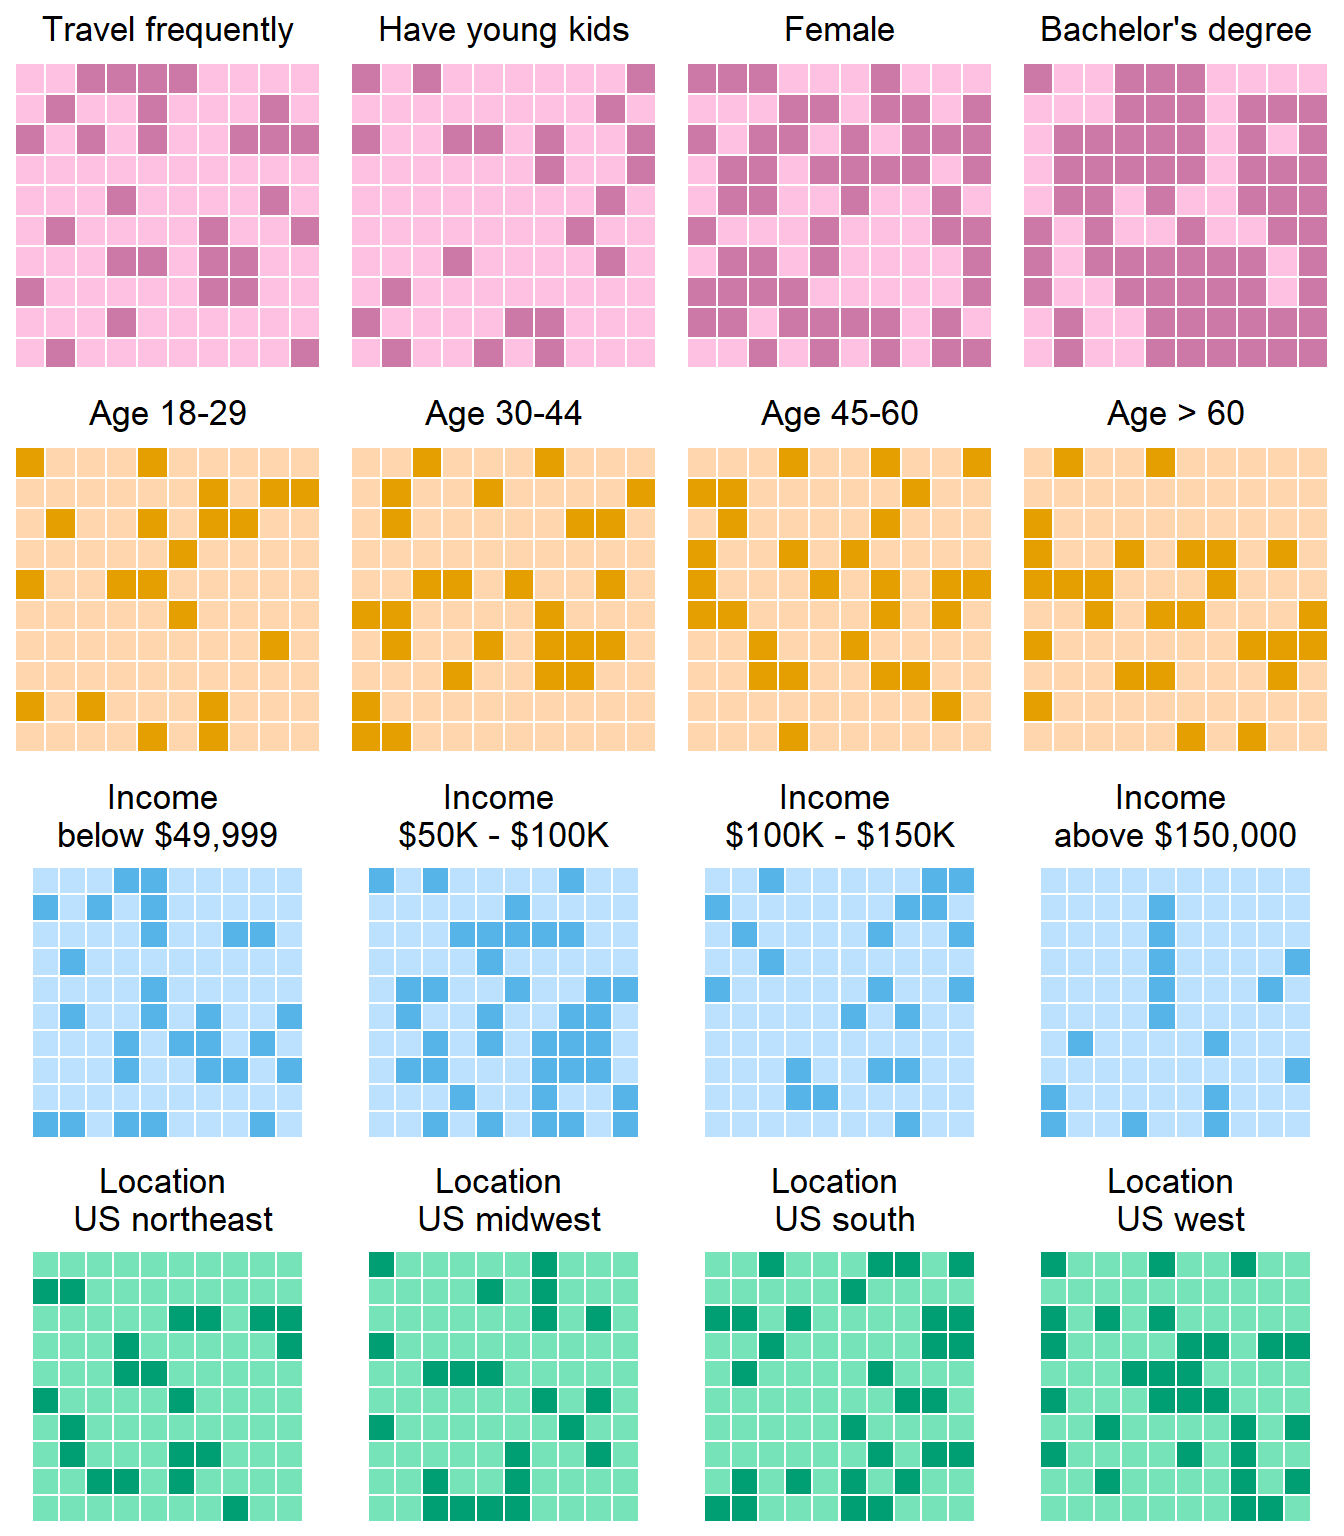 Travel frequently
Have young kids
Female
Bachelor's degree
Age 18-29
Age 30-44
Age 45-60
Age > 60
Income
below $49,999
Income
$50K - $100K
Income
$100K - $150K
Income
above $150,000
Location
US northeast
Location
US midwest
Location
US south
Location
US west